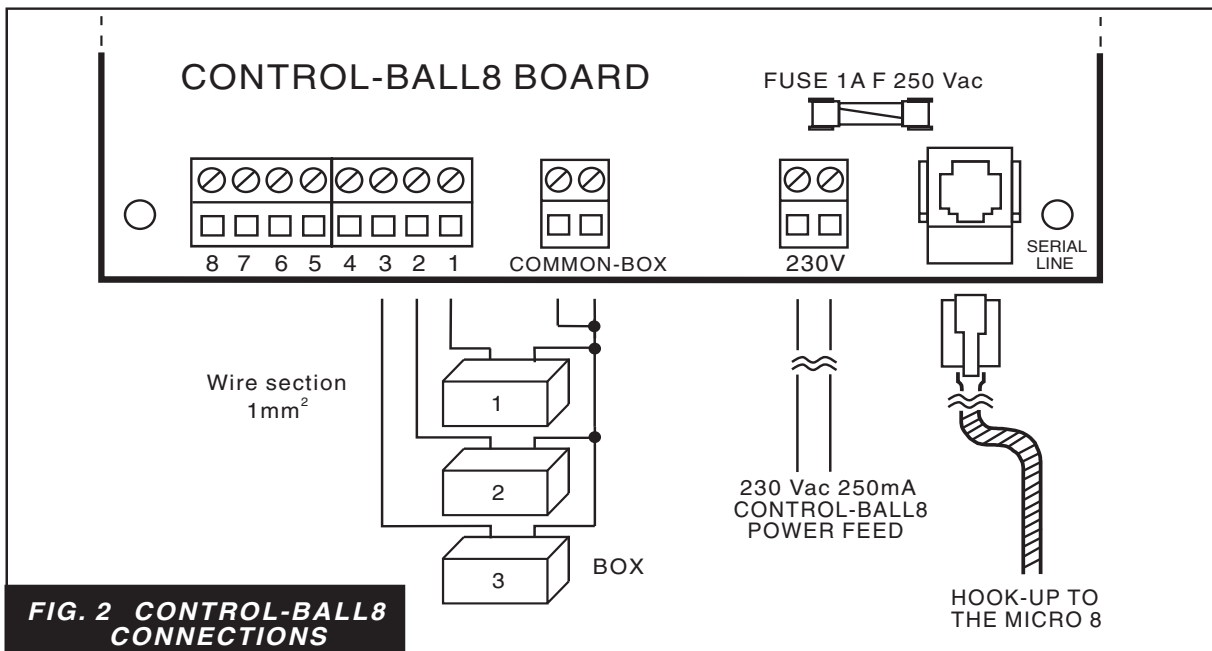 CONTROL-BALL8 BOARD
FUSE 1A F 250 Vac
8 7 6 5 4 3 2 1
COMMON-BOX
230V
SERIAL
LINE
Wire section
1mm²
1
2
3
BOX
230 Vac 250mA
CONTROL-BALL8
POWER FEED
HOOK-UP TO
THE MICRO 8
FIG. 2 CONTROL-BALL8
CONNECTIONS